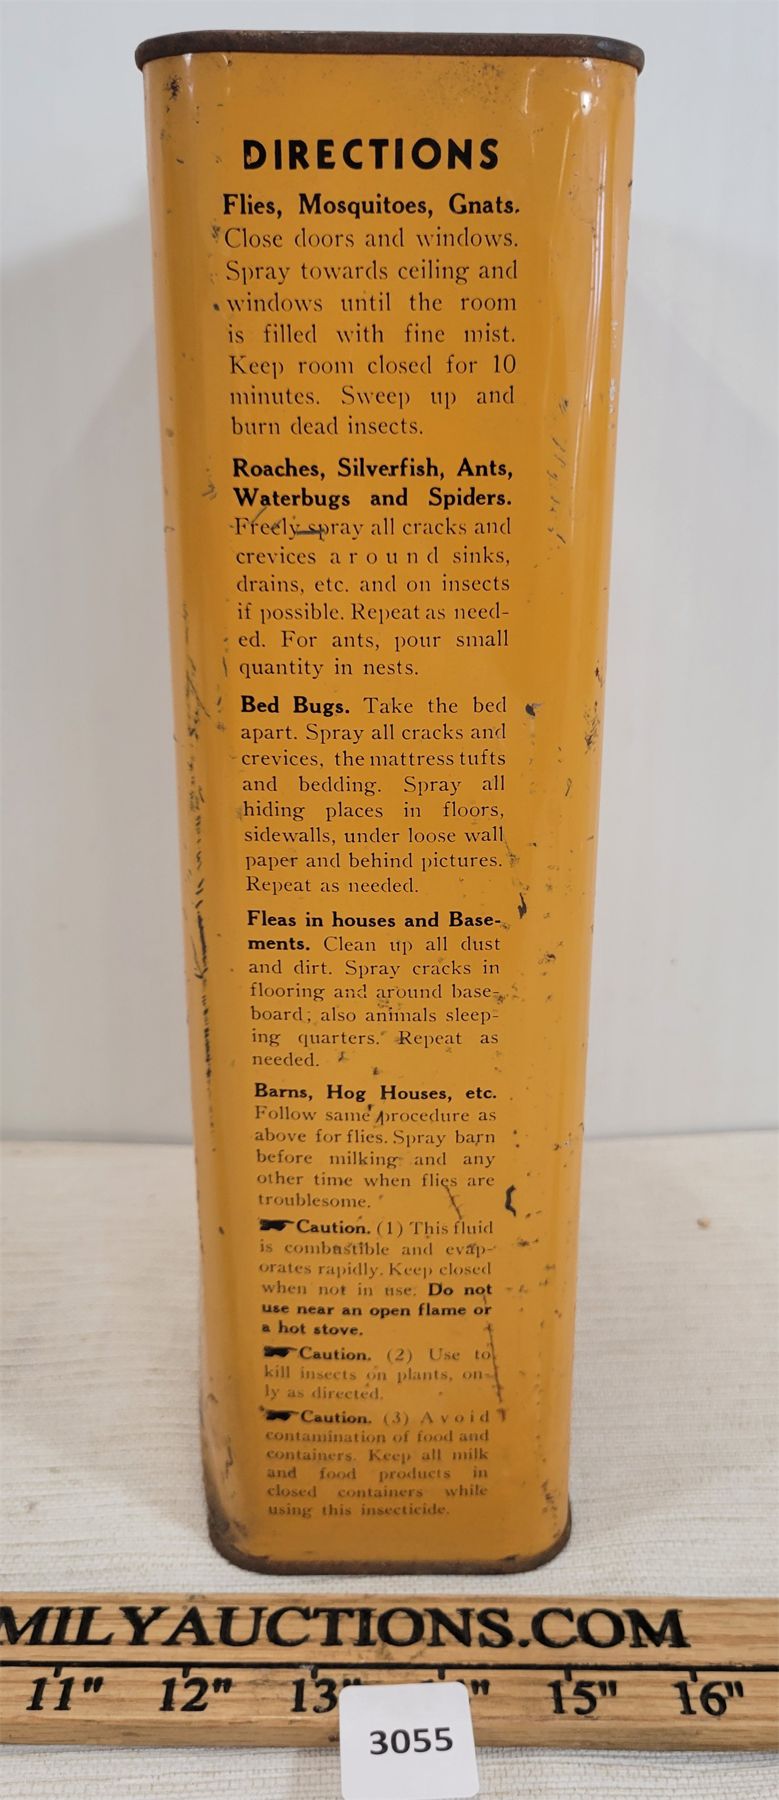 DIRECTIONS
Flies, Mosquitoes, Gnats.
Close doors and windows.
Spray towards ceiling and
windows until the room
is filled with fine mist.
Keep room closed for 10
minutes. Sweep up and
burn dead insects.
Roaches, Silverfish, Ants,
Waterbugs and Spiders.
Freely spray all cracks and
crevices around sinks,
drains, etc. and on insects
if possible. Repeat as need-
ed. For ants, pour small
quantity in nests.
Bed Bugs. Take the bed
apart. Spray all cracks and
crevices, the mattress tufts
and bedding. Spray all
hiding places in floors,
sidewalls, under loose wall
paper and behind pictures.
Repeat as needed.
Fleas in houses and Base-
ments. Clean up all dust
and dirt. Spray cracks in
flooring and around base-
board; also animals sleep-
ing quarters. Repeat as
needed.
Barns, Hog Houses, etc.
Follow same procedure as
above for flies. Spray barn
before milking and any
other time when flies are
troublesome.
Caution. (1) This fluid
is combustible and evap-
orates rapidly. Keep closed
when not in use. Do not
use near an open flame or
a hot stove.
Caution. (2) Use to
kill insects on plants, on-
ly as directed.
Caution. (3) Avoid
contamination of food and
containers. Keep all milk
and food products in
closed containers while
using this insecticide.
MILYAUCTIONS.COM
11" 12" 13" " 15" 16"
3055